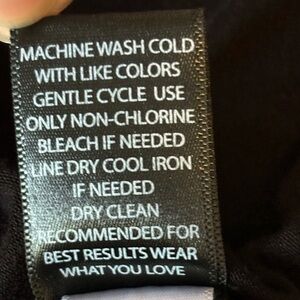 MACHINE WASH COLD
WITH LIKE COLORS
GENTLE CYCLE USE
ONLY NON-CHLORINE
BLEACH IF NEEDED
LINE DRY COOL IRON
IF NEEDED
DRY CLEAN
RECOMMENDED FOR
BEST RESULTS WEAR
WHAT YOU LOVE